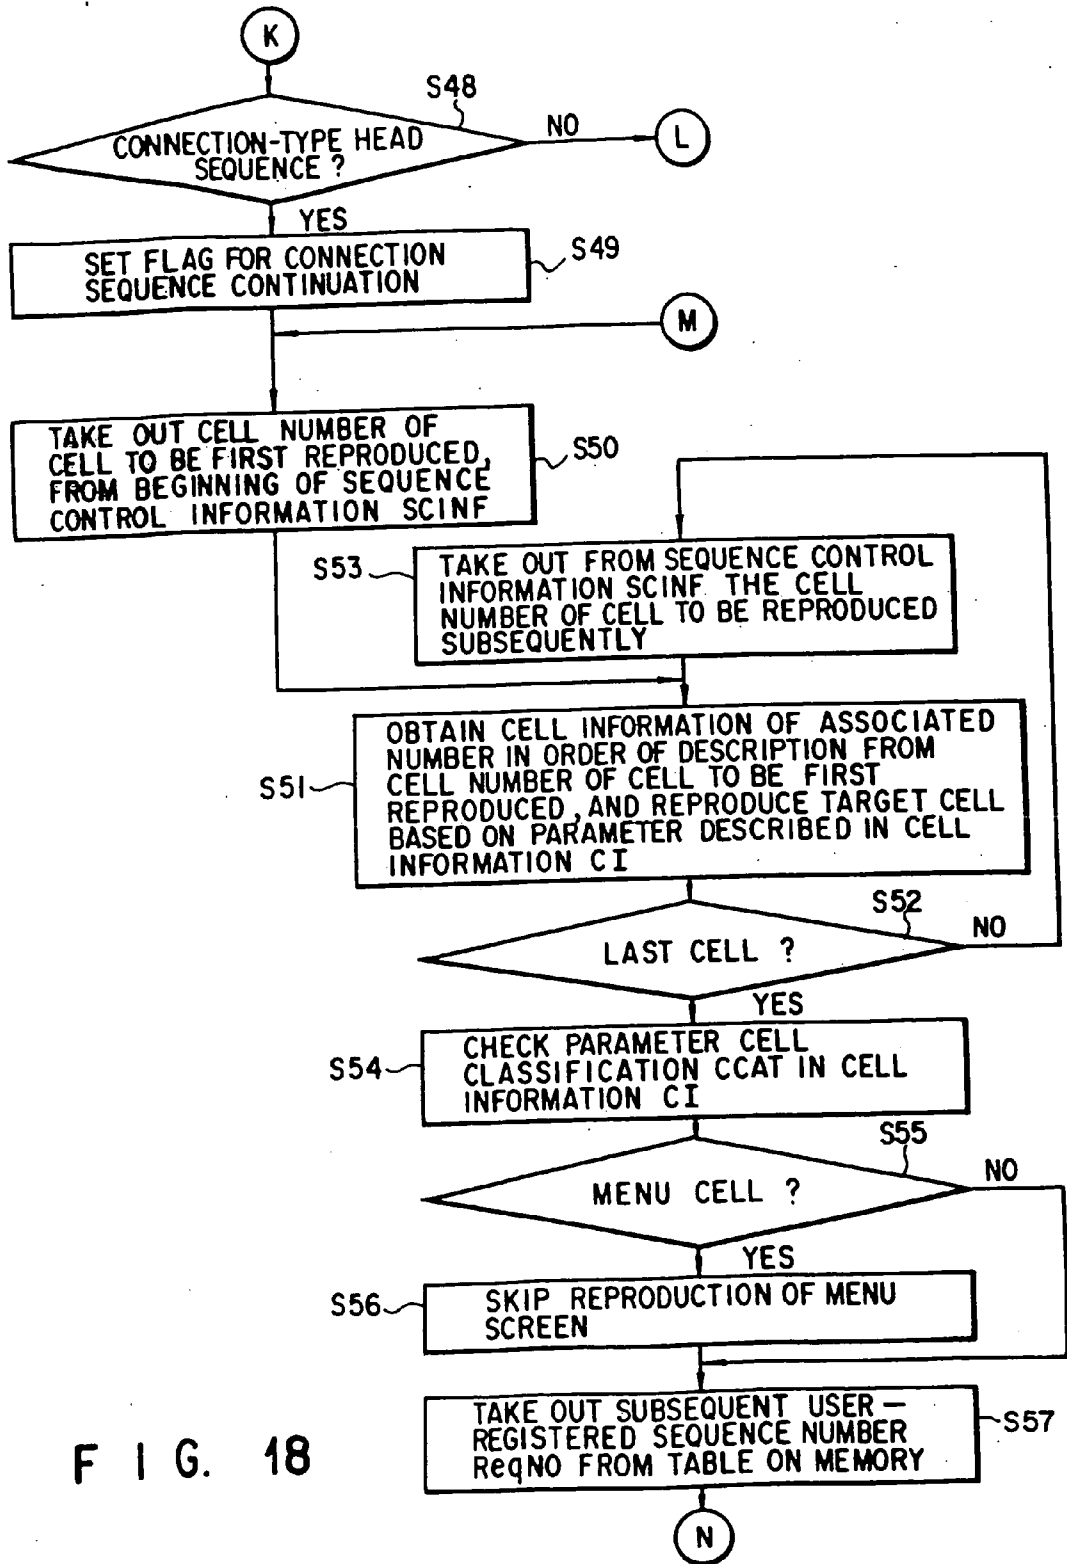 K
S48
CONNECTION-TYPE HEAD
SEQUENCE ?
NO
L
YES
SET FLAG FOR CONNECTION
SEQUENCE CONTINUATION
S49
M
TAKE OUT CELL NUMBER OF
CELL TO BE FIRST REPRODUCED,
FROM BEGINNING OF SEQUENCE
CONTROL INFORMATION SCINF
S50
S53
TAKE OUT FROM SEQUENCE CONTROL
INFORMATION SCINF THE CELL
NUMBER OF CELL TO BE REPRODUCED
SUBSEQUENTLY
S51
OBTAIN CELL INFORMATION OF ASSOCIATED
NUMBER IN ORDER OF DESCRIPTION FROM
CELL NUMBER OF CELL TO BE FIRST
REPRODUCED, AND REPRODUCE TARGET CELL
BASED ON PARAMETER DESCRIBED IN CELL
INFORMATION CI
S52
LAST CELL ?
NO
YES
S54
CHECK PARAMETER CELL
CLASSIFICATION CCAT IN CELL
INFORMATION CI
S55
MENU CELL ?
NO
YES
S56
SKIP REPRODUCTION OF MENU
SCREEN
TAKE OUT SUBSEQUENT USER-
REGISTERED SEQUENCE NUMBER
ReqNO FROM TABLE ON MEMORY
S57
N
FIG. 18